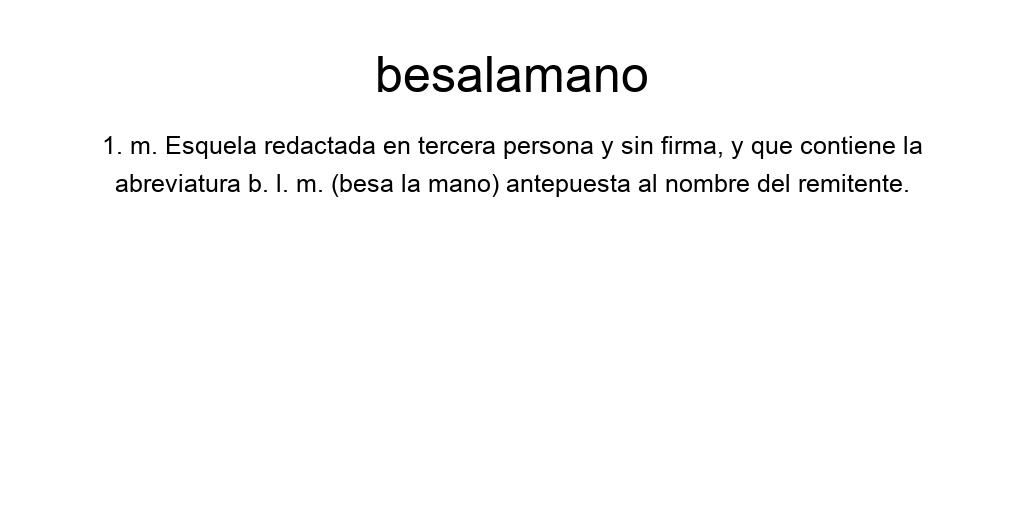 besalamano
1. m. Esquela redactada en tercera persona y sin firma, y que contiene la
abreviatura b. l. m. (besa la mano) antepuesta al nombre del remitente.